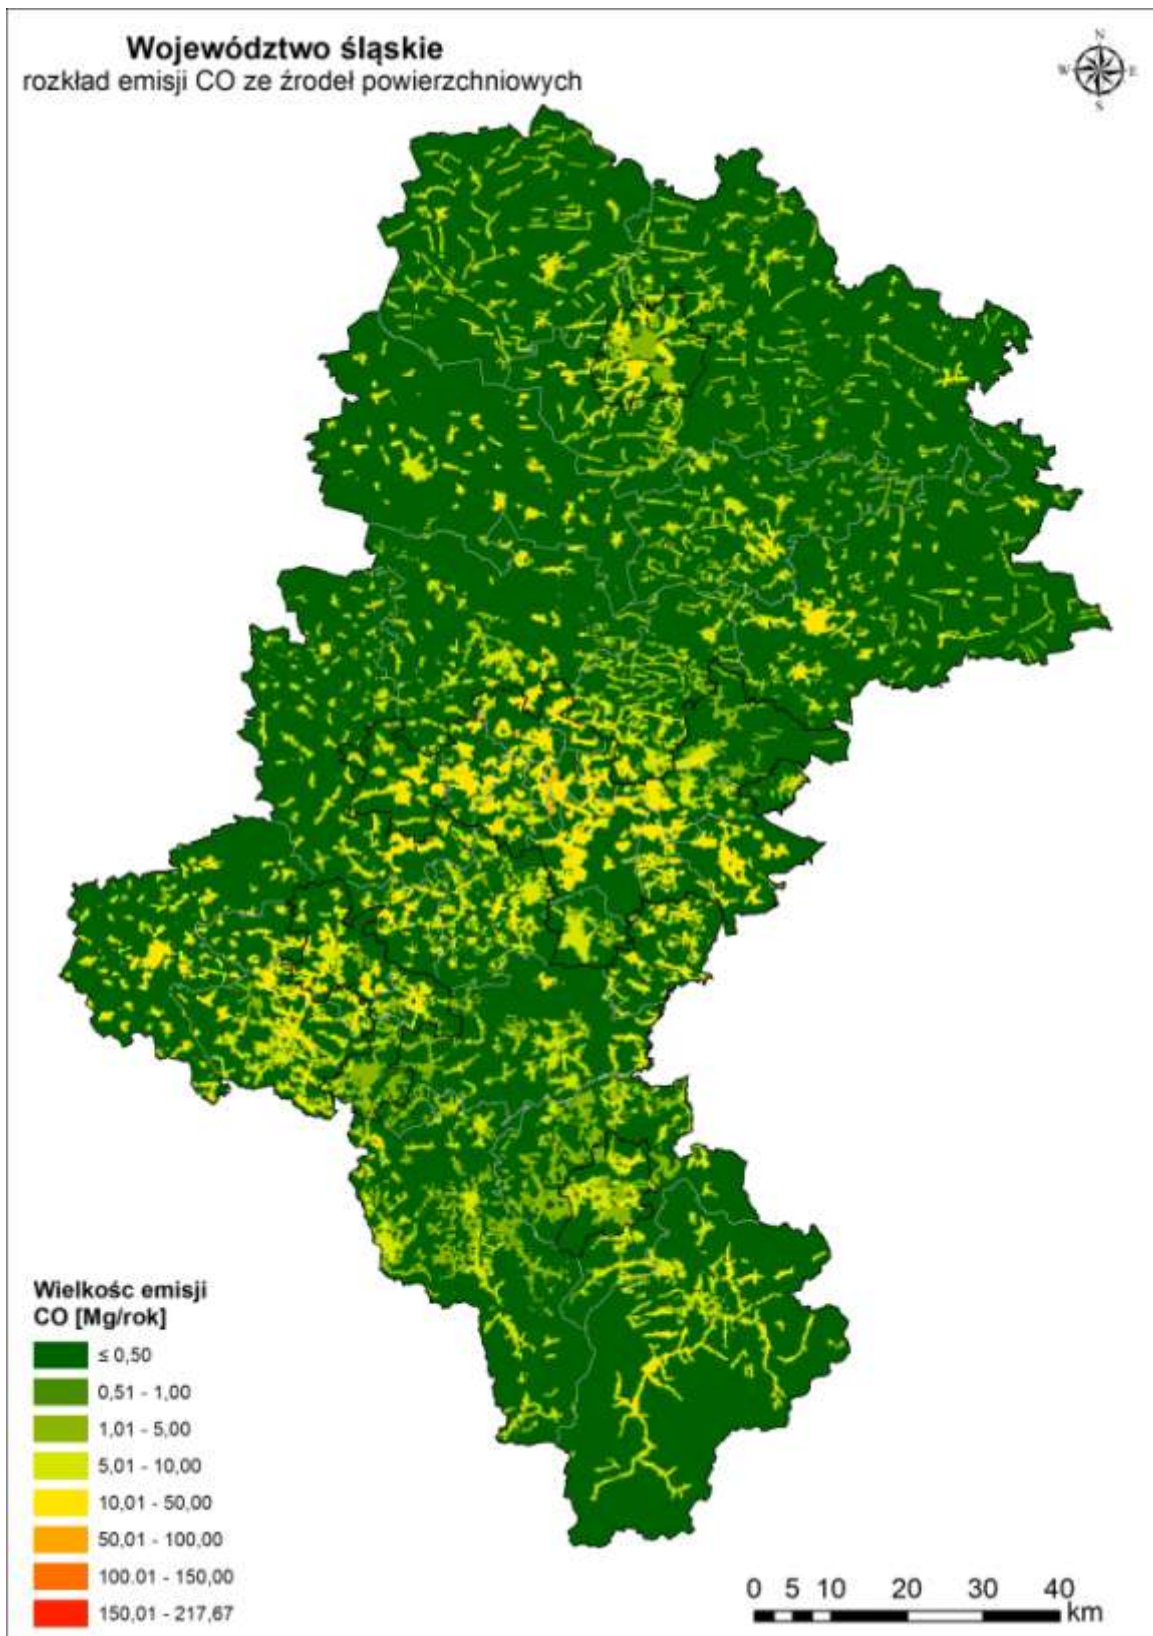 Województwo śląskie
rozkład emisji CO ze źrodeł powierzchniowych
N
W E
S
Wielkośc emisji
CO [Mg/rok]
≤ 0,50
0,51 - 1,00
1,01 - 5,00
5,01 - 10,00
10,01 - 50,00
50,01 - 100,00
100.01 - 150,00
150,01 - 217,67
0 5 10 20 30 40
km